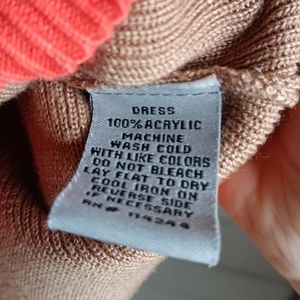 DRESS
100% ACRYLIC
MACHINE
WASH COLD
WITH LIKE COLORS
DO NOT BLEACH
LAY FLAT TO DRY
COOL IRON ON
REVERSE SIDE
IF NECESSARY
RN# 114244